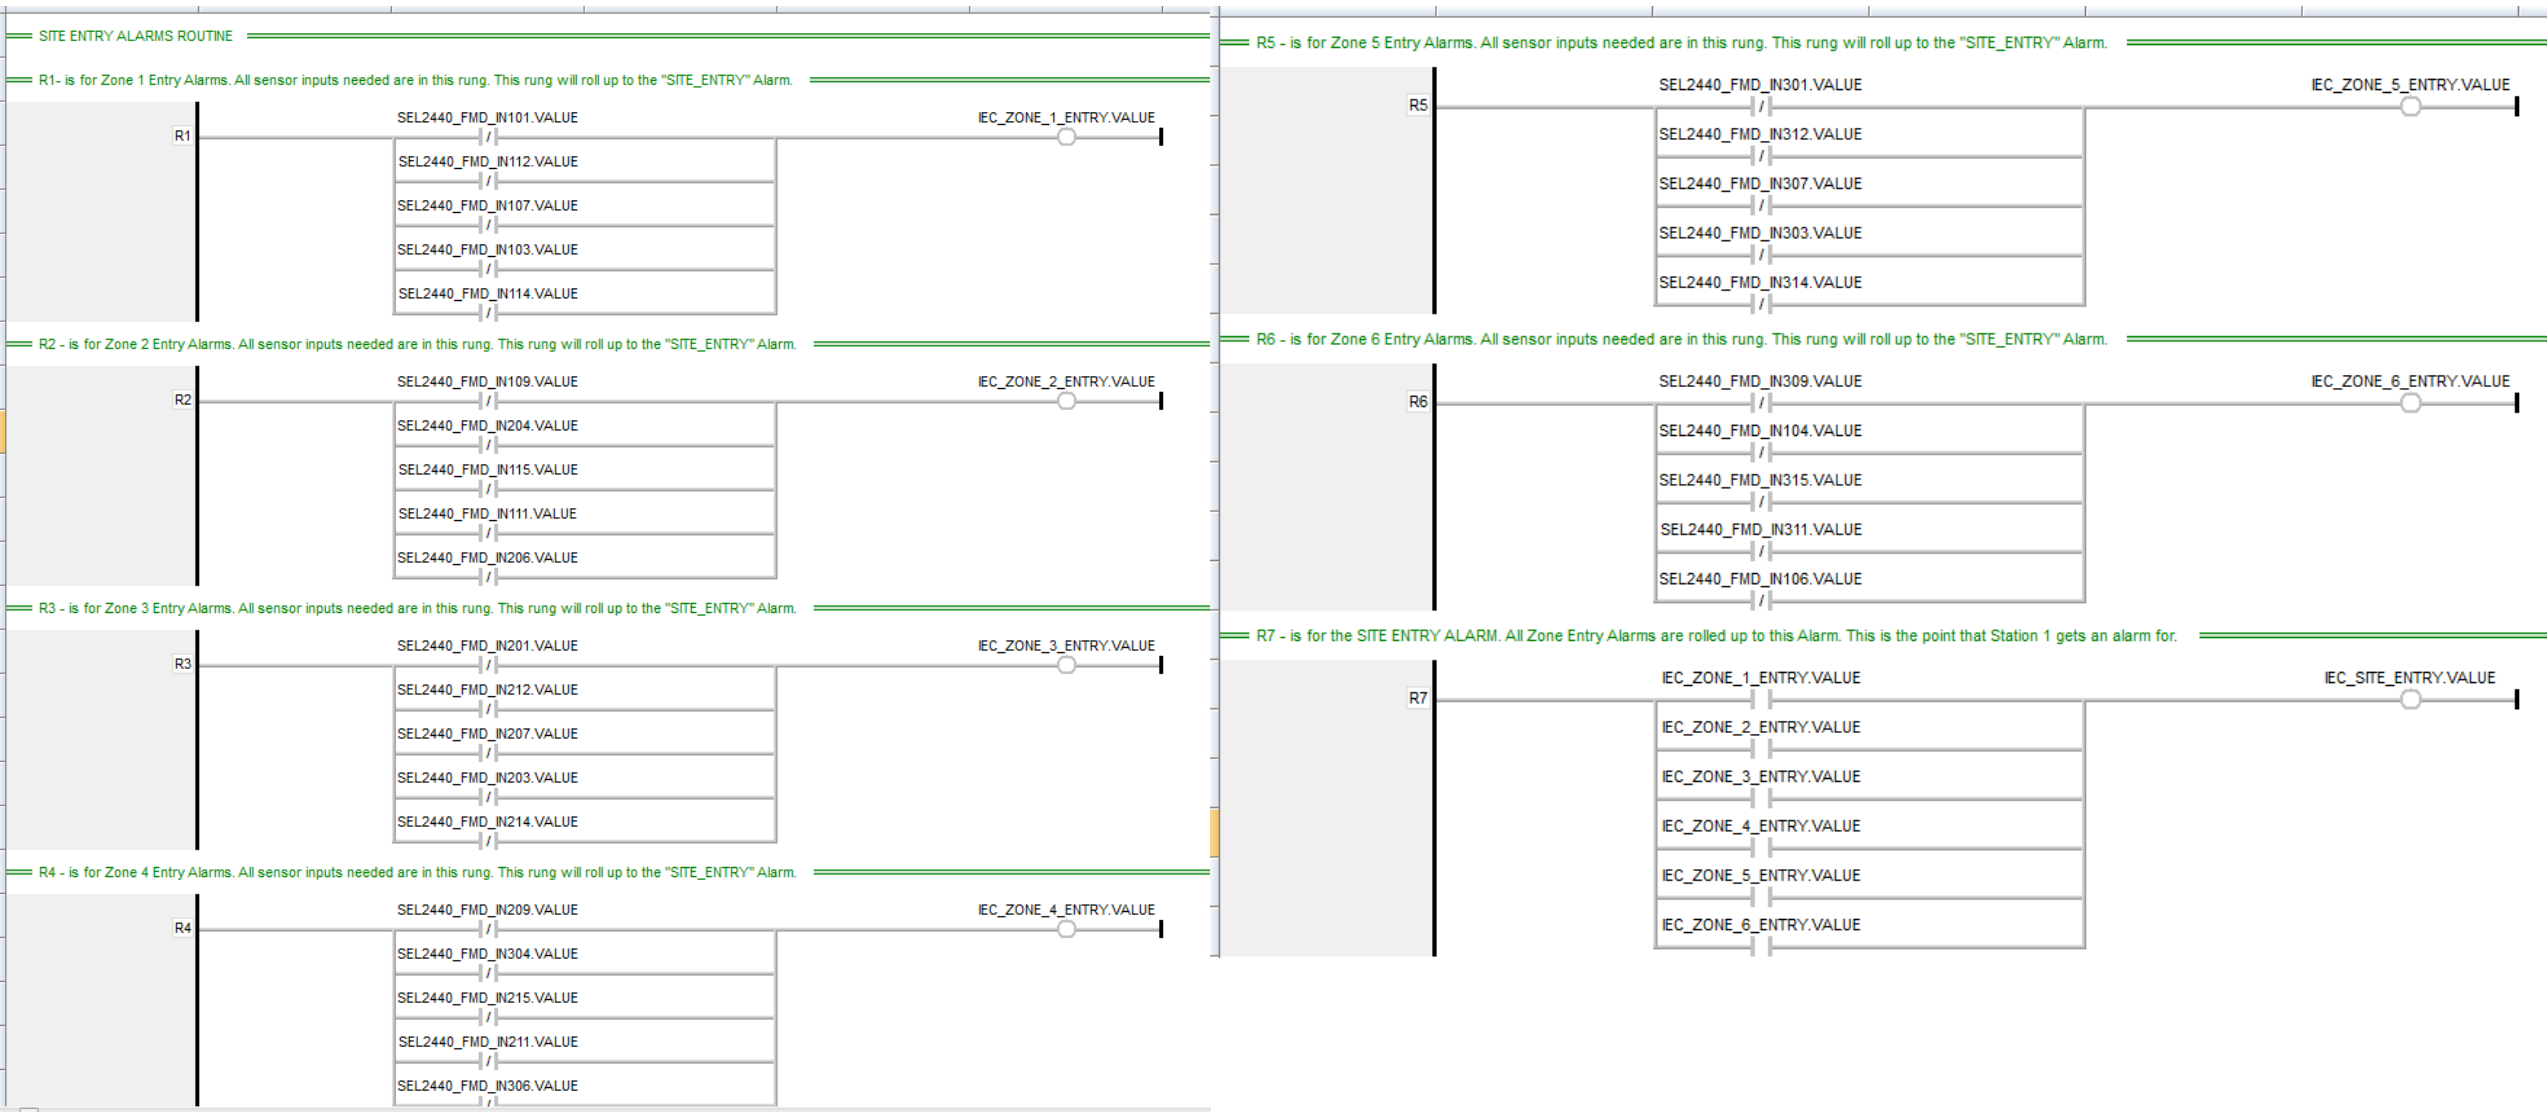 SITE ENTRY ALARMS ROUTINE
R1- is for Zone 1 Entry Alarms. All sensor inputs needed are in this rung. This rung will roll up to the "SITE_ENTRY" Alarm.
SEL2440_FMD_IN101.VALUE IEC_ZONE_1_ENTRY.VALUE
R1
SEL2440_FMD_IN112.VALUE
SEL2440_FMD_IN107.VALUE
SEL2440_FMD_IN103.VALUE
SEL2440_FMD_IN114.VALUE
R2 - is for Zone 2 Entry Alarms. All sensor inputs needed are in this rung. This rung will roll up to the "SITE_ENTRY" Alarm.
SEL2440_FMD_IN109.VALUE IEC_ZONE_2_ENTRY.VALUE
R2
SEL2440_FMD_IN204.VALUE
SEL2440_FMD_IN115.VALUE
SEL2440_FMD_IN111.VALUE
SEL2440_FMD_IN206.VALUE
R3 - is for Zone 3 Entry Alarms. All sensor inputs needed are in this rung. This rung will roll up to the "SITE_ENTRY" Alarm.
SEL2440_FMD_IN201.VALUE IEC_ZONE_3_ENTRY.VALUE
R3
SEL2440_FMD_IN212.VALUE
SEL2440_FMD_IN207.VALUE
SEL2440_FMD_IN203.VALUE
SEL2440_FMD_IN214.VALUE
R4 - is for Zone 4 Entry Alarms. All sensor inputs needed are in this rung. This rung will roll up to the "SITE_ENTRY" Alarm.
SEL2440_FMD_IN209.VALUE IEC_ZONE_4_ENTRY.VALUE
R4
SEL2440_FMD_IN304.VALUE
SEL2440_FMD_IN215.VALUE
SEL2440_FMD_IN211.VALUE
SEL2440_FMD_IN306.VALUE
R5 - is for Zone 5 Entry Alarms. All sensor inputs needed are in this rung. This rung will roll up to the "SITE_ENTRY" Alarm.
SEL2440_FMD_IN301.VALUE IEC_ZONE_5_ENTRY.VALUE
R5
SEL2440_FMD_IN312.VALUE
SEL2440_FMD_IN307.VALUE
SEL2440_FMD_IN303.VALUE
SEL2440_FMD_IN314.VALUE
R6 - is for Zone 6 Entry Alarms. All sensor inputs needed are in this rung. This rung will roll up to the "SITE_ENTRY" Alarm.
SEL2440_FMD_IN309.VALUE IEC_ZONE_6_ENTRY.VALUE
R6
SEL2440_FMD_IN104.VALUE
SEL2440_FMD_IN315.VALUE
SEL2440_FMD_IN311.VALUE
SEL2440_FMD_IN106.VALUE
R7 - is for the SITE ENTRY ALARM. All Zone Entry Alarms are rolled up to this Alarm. This is the point that Station 1 gets an alarm for.
IEC_ZONE_1_ENTRY.VALUE IEC_SITE_ENTRY.VALUE
R7
IEC_ZONE_2_ENTRY.VALUE
IEC_ZONE_3_ENTRY.VALUE
IEC_ZONE_4_ENTRY.VALUE
IEC_ZONE_5_ENTRY.VALUE
IEC_ZONE_6_ENTRY.VALUE